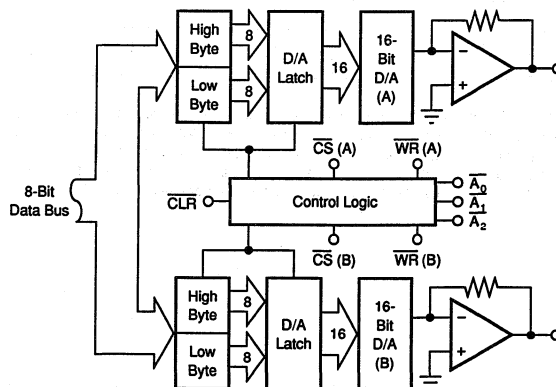 High
Byte
8
Low
Byte
8
D/A
Latch
16
16-
Bit
D/A
(A)
−
+
8-Bit
Data Bus
CS (A)
WR (A)
CLR
Control Logic
A0
A1
A2
CS (B)
WR (B)
High
Byte
8
Low
Byte
8
D/A
Latch
16
16-
Bit
D/A
(B)
−
+